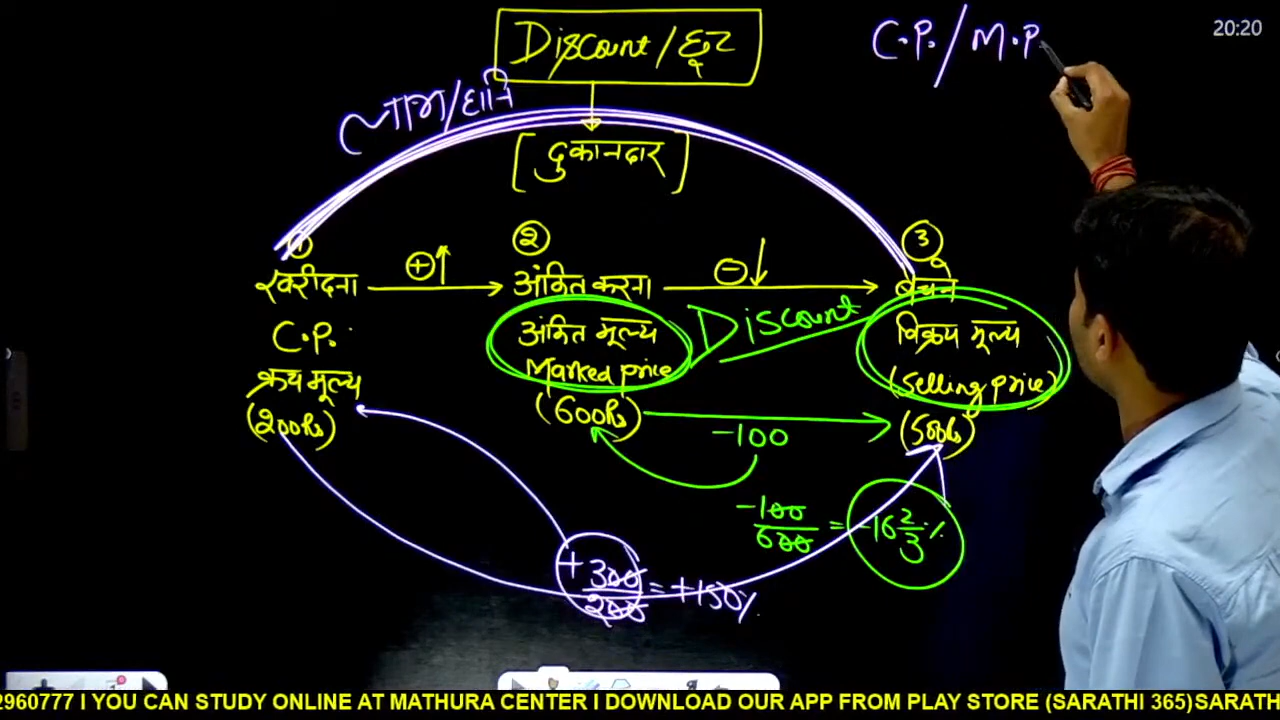 Discount / छूट
C.P. / M.P.
20:20
लाभ/हानि
[दुकानदार]
① ② ③
खरीदना ⊕↑ अंकित करना ⊖↓ बेचने
C.P. अंकित मूल्य Discount विक्रय मूल्य
क्रय मूल्य Marked price (Selling price)
(200Rs) (600Rs) -100 (500Rs)
-100/600 = -16 2/3 %
+ 300/200 = +150%
2960777 I YOU CAN STUDY ONLINE AT MATHURA CENTER I DOWNLOAD OUR APP FROM PLAY STORE (SARATHI 365)SARATH